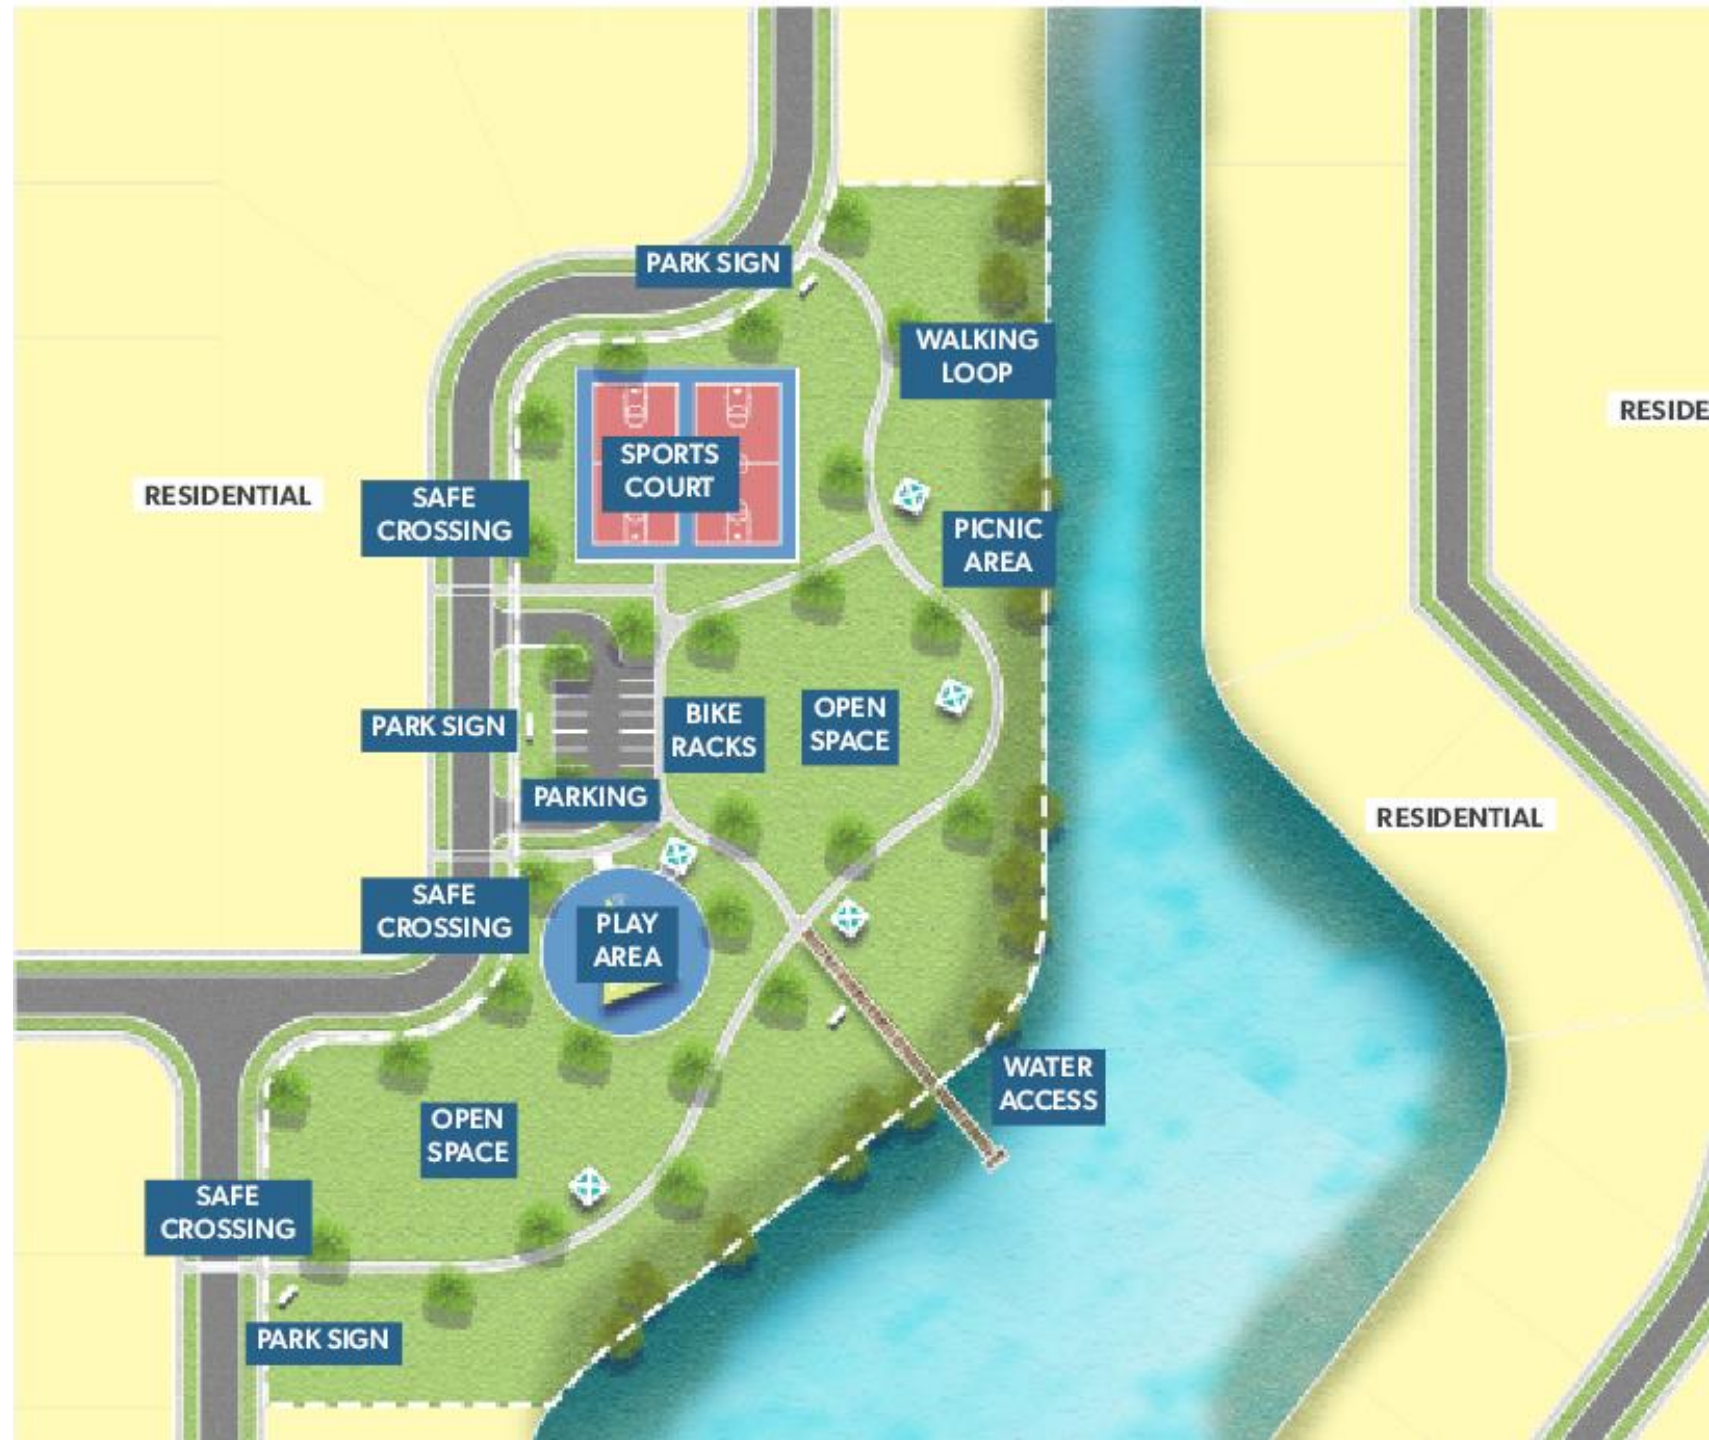 PARK SIGN
WALKING
LOOP
RESIDE
SPORTS
COURT
RESIDENTIAL
SAFE
CROSSING
PICNIC
AREA
PARK SIGN
BIKE
RACKS
OPEN
SPACE
PARKING
RESIDENTIAL
SAFE
CROSSING
PLAY
AREA
WATER
ACCESS
OPEN
SPACE
SAFE
CROSSING
PARK SIGN